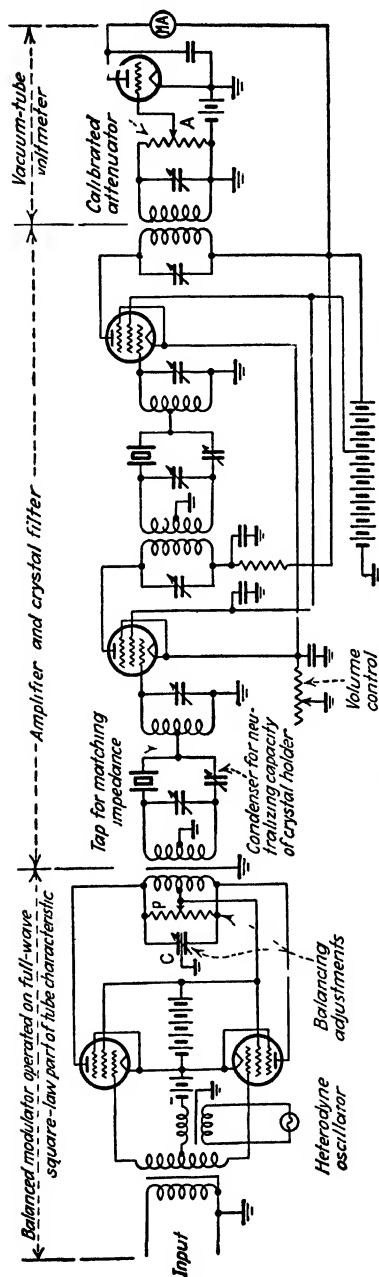 Balanced modulator operated on full-wave
square-law part of tube characteristic
Amplifier and crystal filter
Vacuum-tube
voltmeter
Input
Heterodyne
oscillator
C
P
Balancing
adjustments
Tap for matching
impedance
Y
Condenser for neu-
tralizing capacity
of crystal holder
Volume
control
Calibrated
attenuator
A
MA